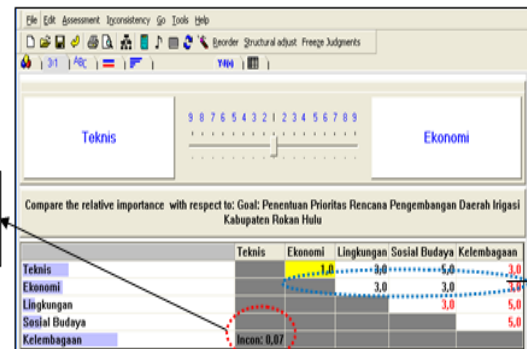 File Edit Assessment Inconsistency Go Tools Help
Reorder Structural adjust Freeze Judgments
3:1 ABC
Teknis
9 8 7 6 5 4 3 2 1 2 3 4 5 6 7 8 9
Ekonomi
Compare the relative importance with respect to: Goal: Penentuan Prioritas Rencana Pengembangan Daerah Irigasi
Kabupaten Rokan Hulu
Teknis Ekonomi Lingkungan Sosial Budaya Kelembagaan
Teknis 1,0 3,0 5,0 3,0
Ekonomi 3,0 3,0 3,0
Lingkungan 3,0 5,0
Sosial Budaya 5,0
Kelembagaan Incon: 0,07